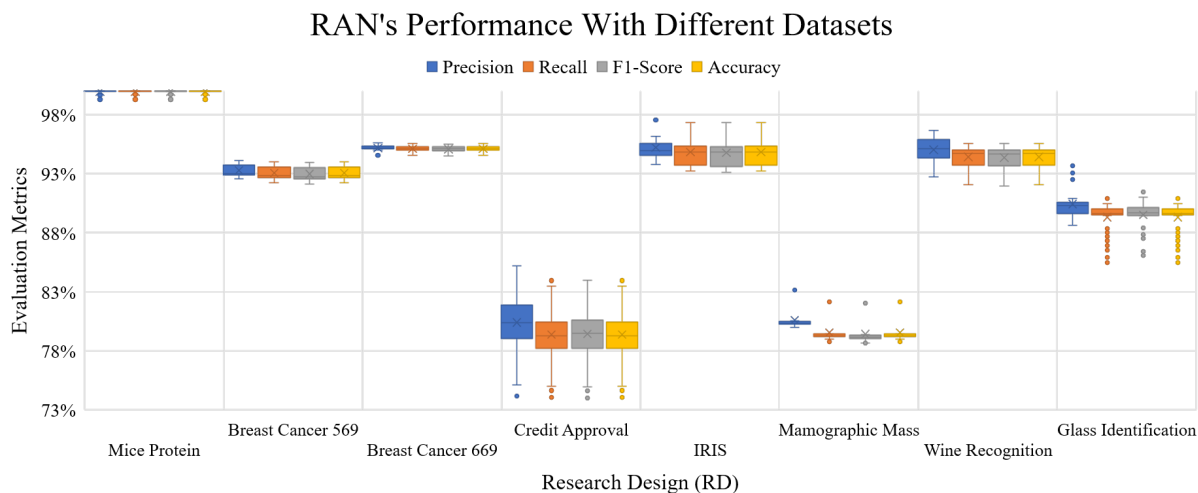 RAN's Performance With Different Datasets
Precision Recall F1-Score Accuracy
98%
93%
88%
83%
78%
73%
Evaluation Metrics
Mice Protein
Breast Cancer 569
Breast Cancer 669
Credit Approval
IRIS
Mamographic Mass
Wine Recognition
Glass Identification
Research Design (RD)